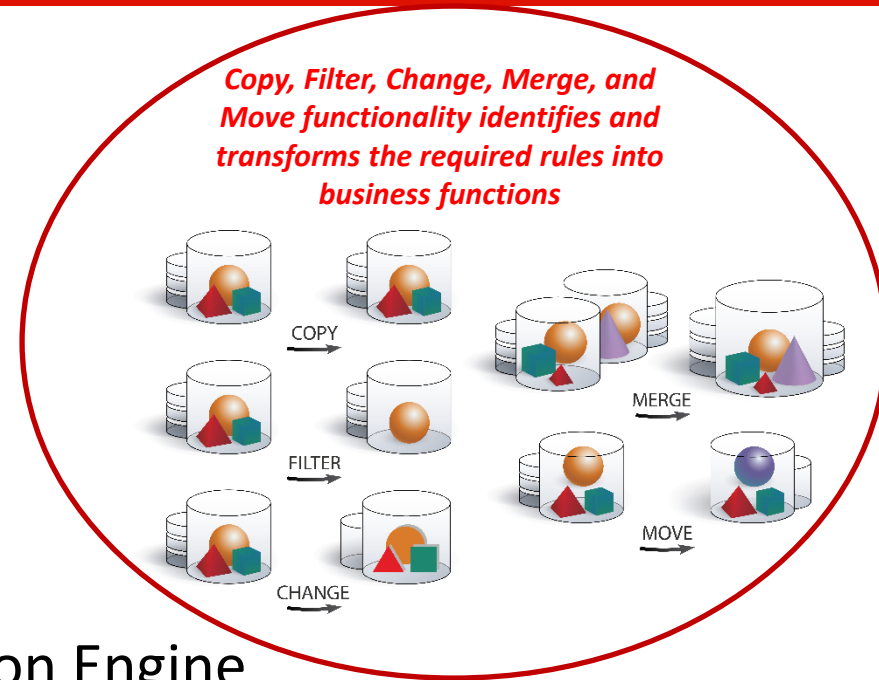 Copy, Filter, Change, Merge, and
Move functionality identifies and
transforms the required rules into
business functions
COPY
MERGE
FILTER
MOVE
CHANGE
on Engine